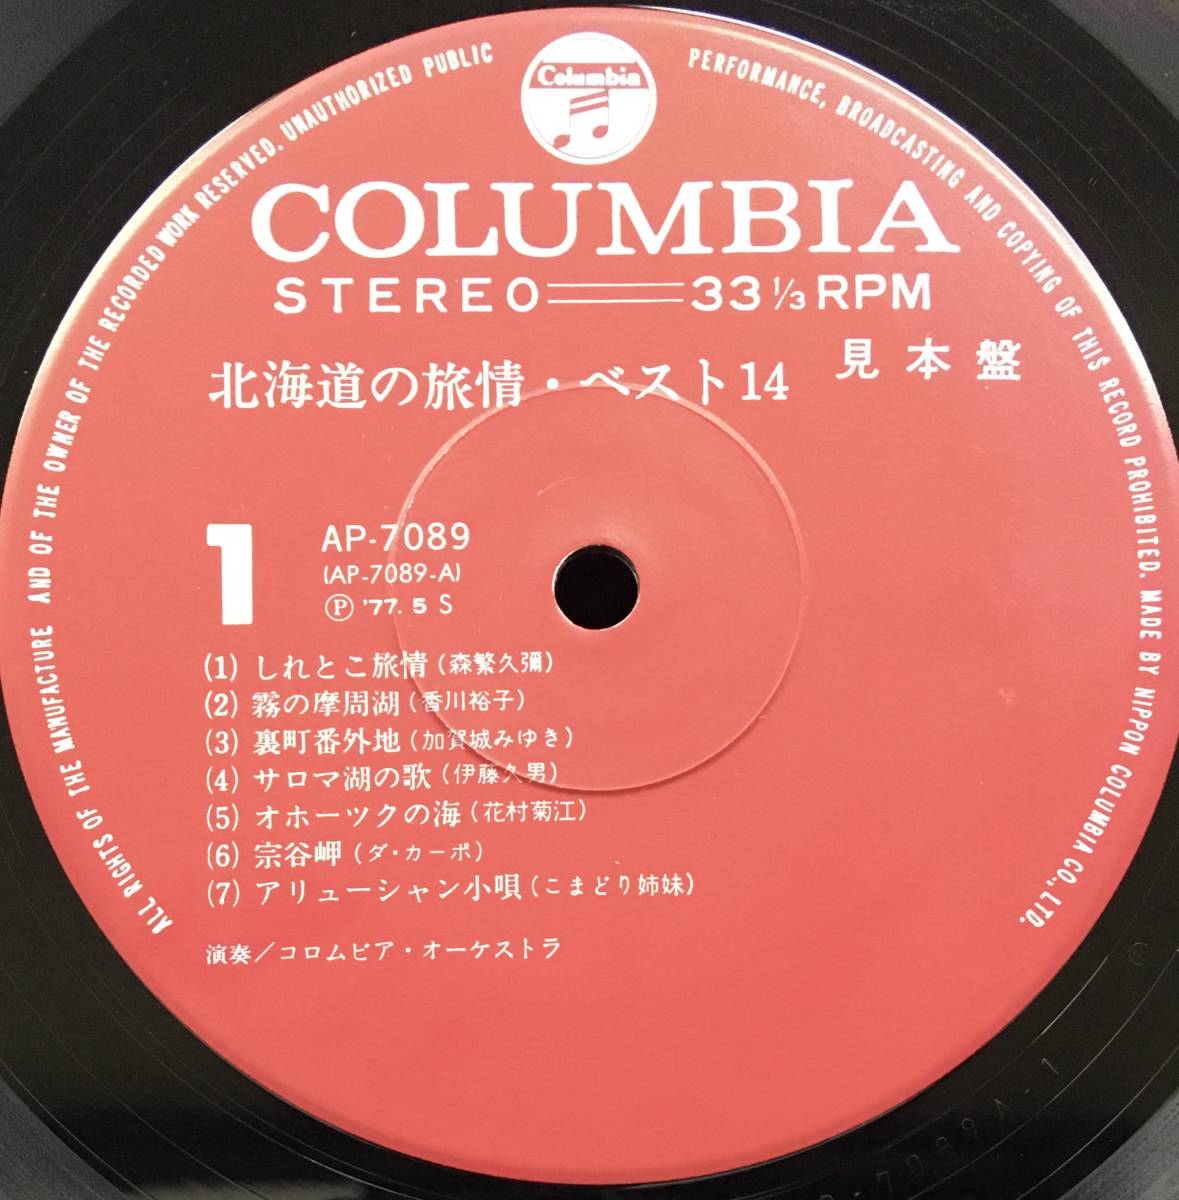 Columbia
COLUMBIA
STEREO 33 1/3 RPM
見本盤
北海道の旅情・ベスト14
1
AP-7089
(AP-7089-A)
Ⓟ '77. 5 S
(1) しれとこ旅情(森繁久彌)
(2) 霧の摩周湖(香川裕子)
(3) 裏町番外地(加賀城みゆき)
(4) サロマ湖の歌(伊藤久男)
(5) オホーツクの海(花村菊江)
(6) 宗谷岬(ダ・カーポ)
(7) アリューシャン小唄(こまどり姉妹)
演奏/コロムビア・オーケストラ
ALL RIGHTS OF THE MANUFACTURE AND OF THE OWNER OF THE RECORDED WORK RESERVED. UNAUTHORIZED PUBLIC PERFORMANCE, BROADCASTING AND COPYING OF THIS RECORD PROHIBITED. MADE BY NIPPON COLUMBIA CO., LTD.